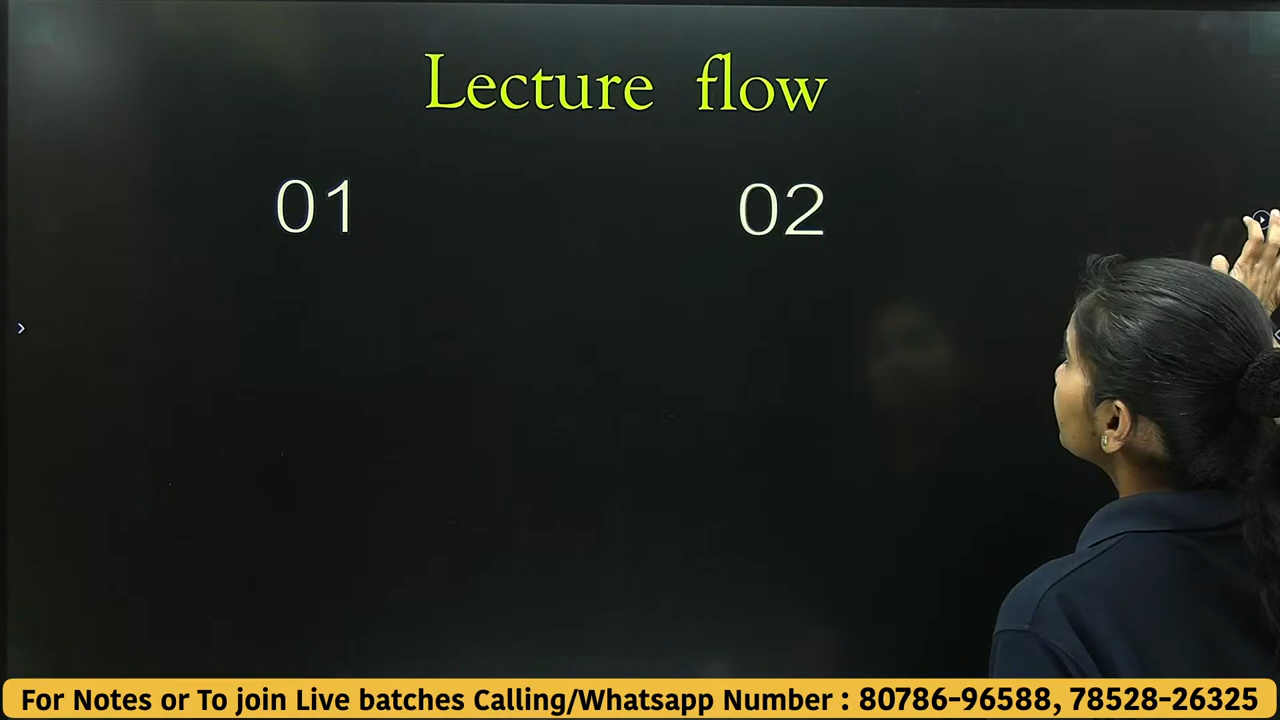 Lecture flow
01 02
For Notes or To join Live batches Calling/Whatsapp Number : 80786-96588, 78528-26325